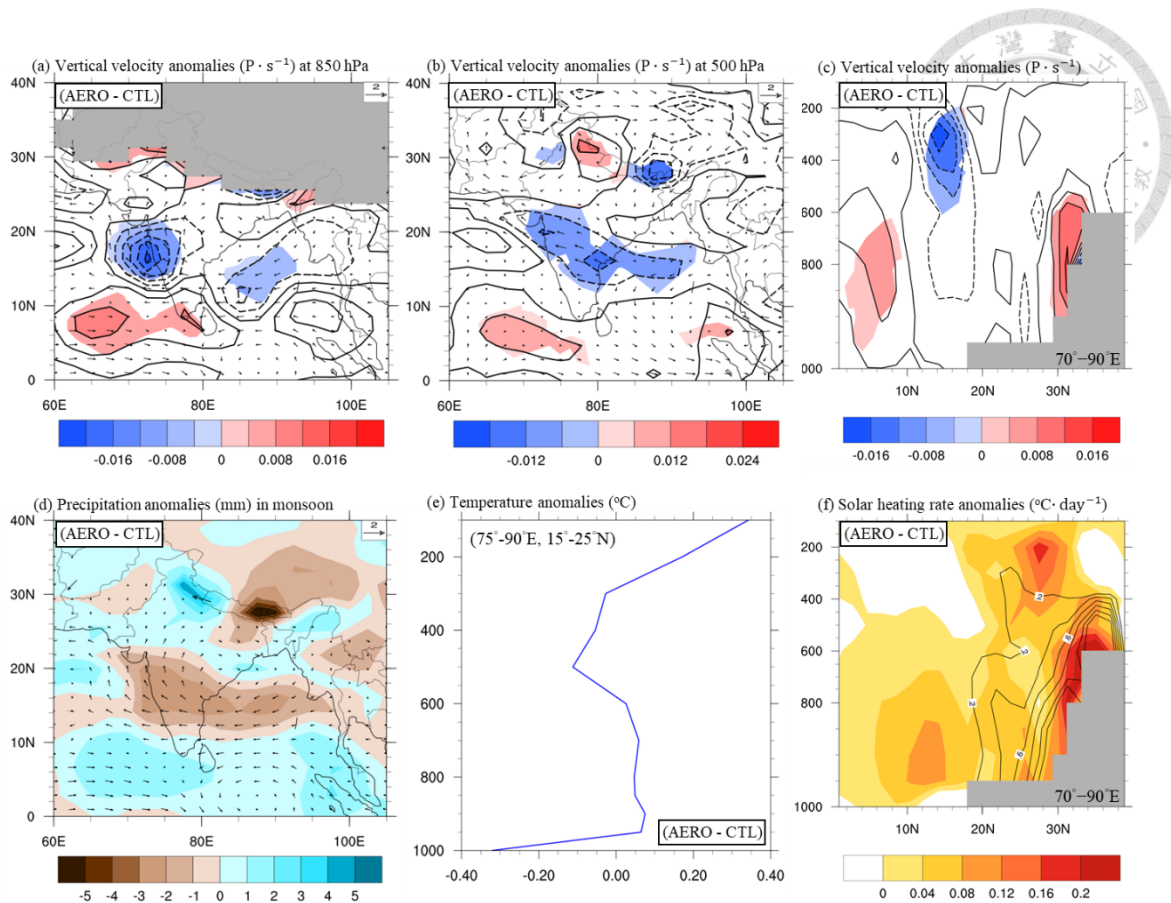 (a) Vertical velocity anomalies (P · s⁻¹) at 850 hPa
(AERO - CTL)
2
40N
30N
20N
10N
0
60E 80E 100E
-0.016 -0.008 0 0.008 0.016
(b) Vertical velocity anomalies (P · s⁻¹) at 500 hPa
(AERO - CTL)
2
40N
30N
20N
10N
0
60E 80E 100E
-0.012 0 0.012 0.024
(c) Vertical velocity anomalies (P · s⁻¹)
(AERO - CTL)
200
400
600
800
000
70°−90°E
10N 20N 30N
-0.016 -0.008 0 0.008 0.016
臺
(d) Precipitation anomalies (mm) in monsoon
(AERO - CTL)
2
40N
30N
20N
10N
0
60E 80E 100E
-5 -4 -3 -2 -1 0 1 2 3 4 5
(e) Temperature anomalies (°C)
(75°-90°E, 15°-25°N)
200
400
600
800
1000
(AERO - CTL)
-0.40 -0.20 0.00 0.20 0.40
(f) Solar heating rate anomalies (°C· day⁻¹)
(AERO - CTL)
200
400
600
800
1000
2
2
2
6
6
70°−90°E
10N 20N 30N
0 0.04 0.08 0.12 0.16 0.2